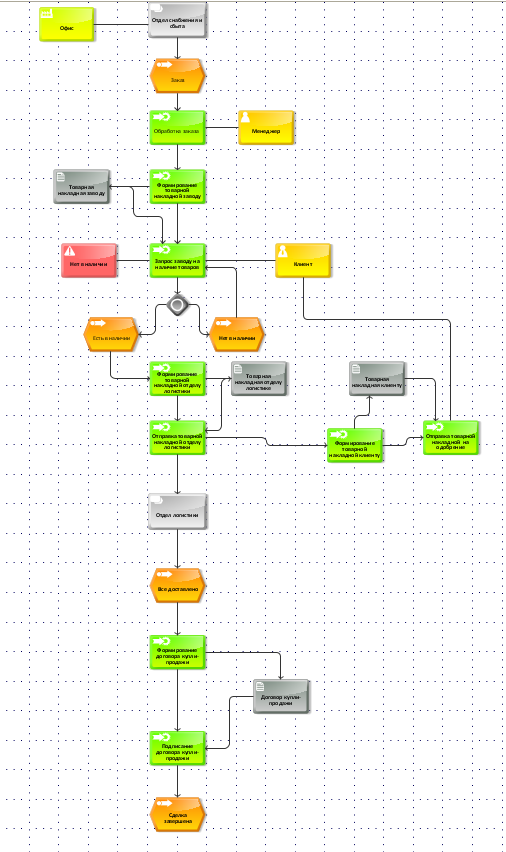 Офис
Отдел снабжения и
сбыта
Заказ
Обработка заказа
Менеджер
Товарная
накладная заводу
Формирование
товарной
накладной заводу
Нет в наличии
Запрос заводу на
наличие товаров
Клиент
Есть в наличии
Нет в наличии
Формирование
товарной
накладной отделу
логистики
Товарная
накладная отделу
логистике
Товарная
накладная клиенту
Отправка товарной
накладной отделу
логистики
Формирование
товарной
накладной клиенту
Отправка товарной
накладной на
одобрение
Отдел логистики
Все доставлено
Формирование
договора купли-
продажи
Договор купли-
продажи
Подписание
договора купли-
продажи
Сделка
завершена